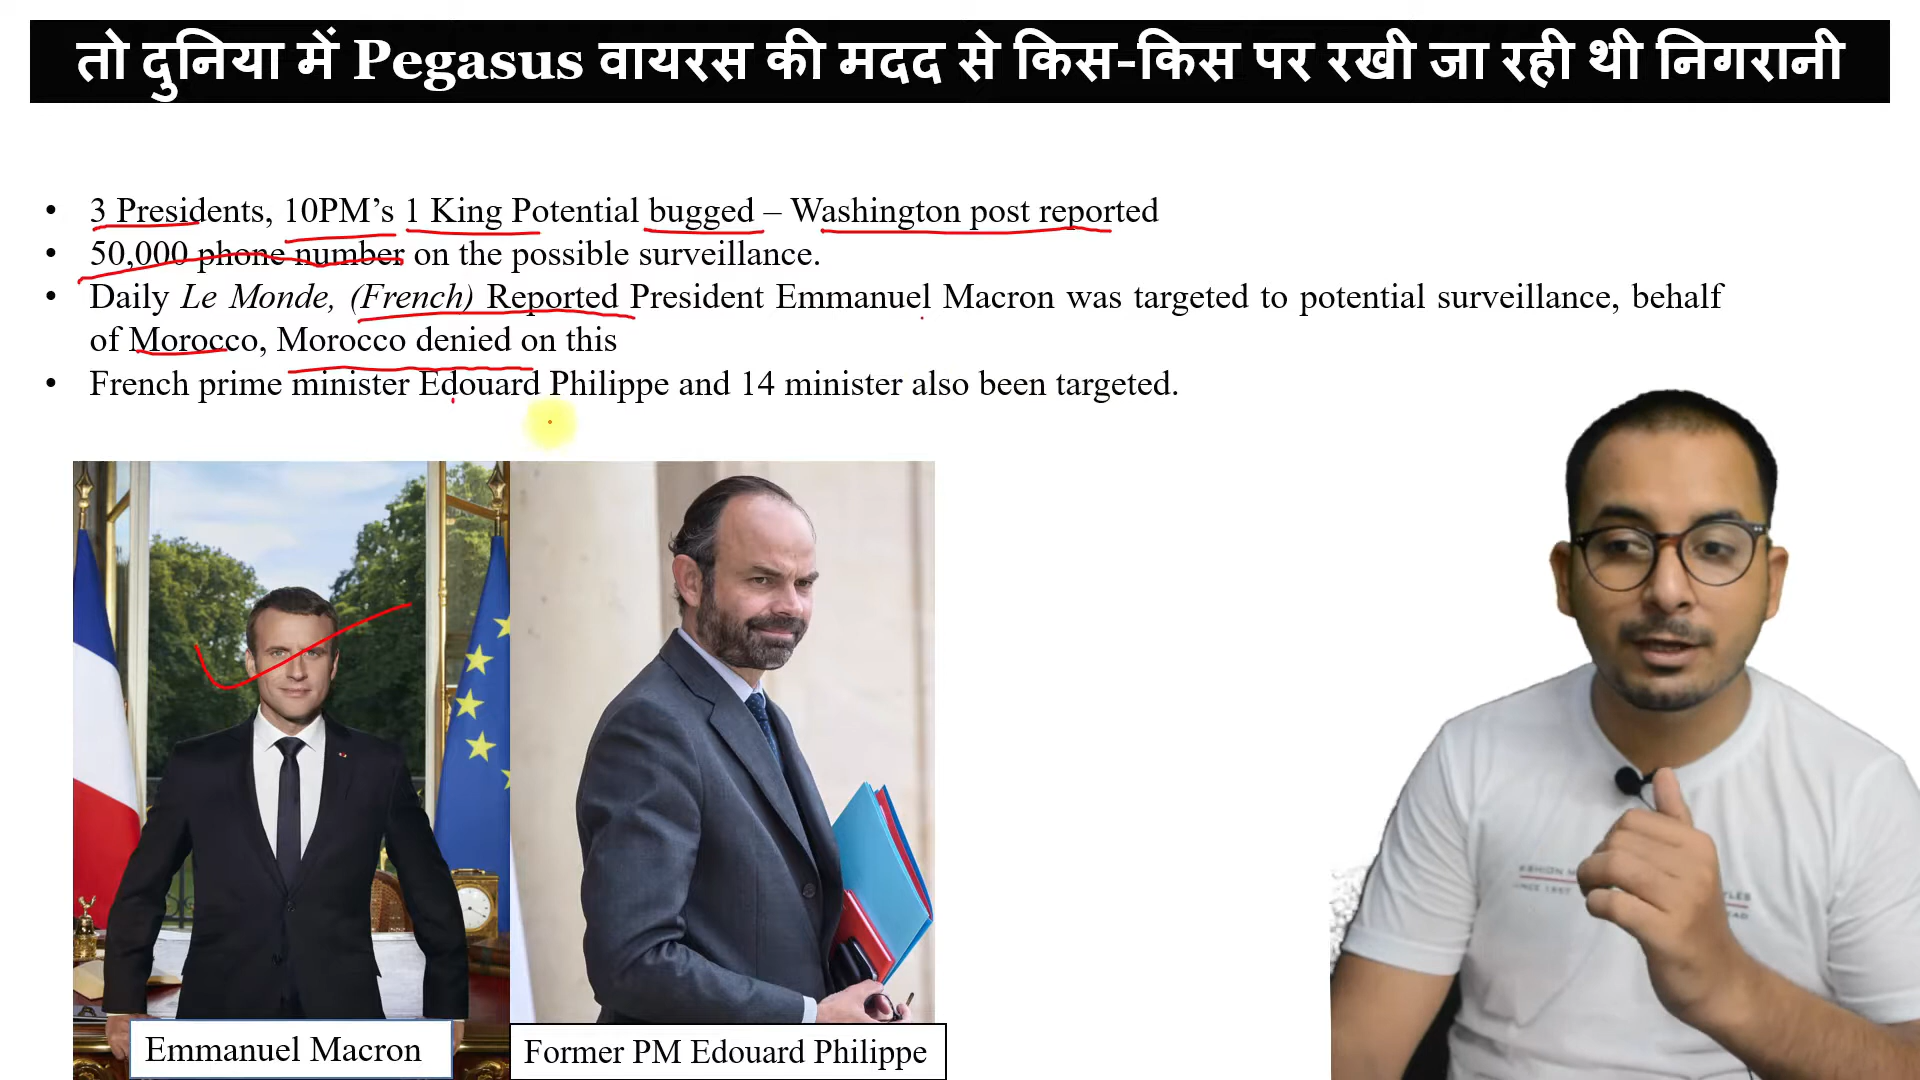 तो दुनिया में Pegasus वायरस की मदद से किस-किस पर रखी जा रही थी निगरानी
• 3 Presidents, 10PM’s 1 King Potential bugged – Washington post reported
• 50,000 phone number on the possible surveillance.
• Daily Le Monde, (French) Reported President Emmanuel Macron was targeted to potential surveillance, behalf
of Morocco, Morocco denied on this
• French prime minister Edouard Philippe and 14 minister also been targeted.
Emmanuel Macron
Former PM Edouard Philippe